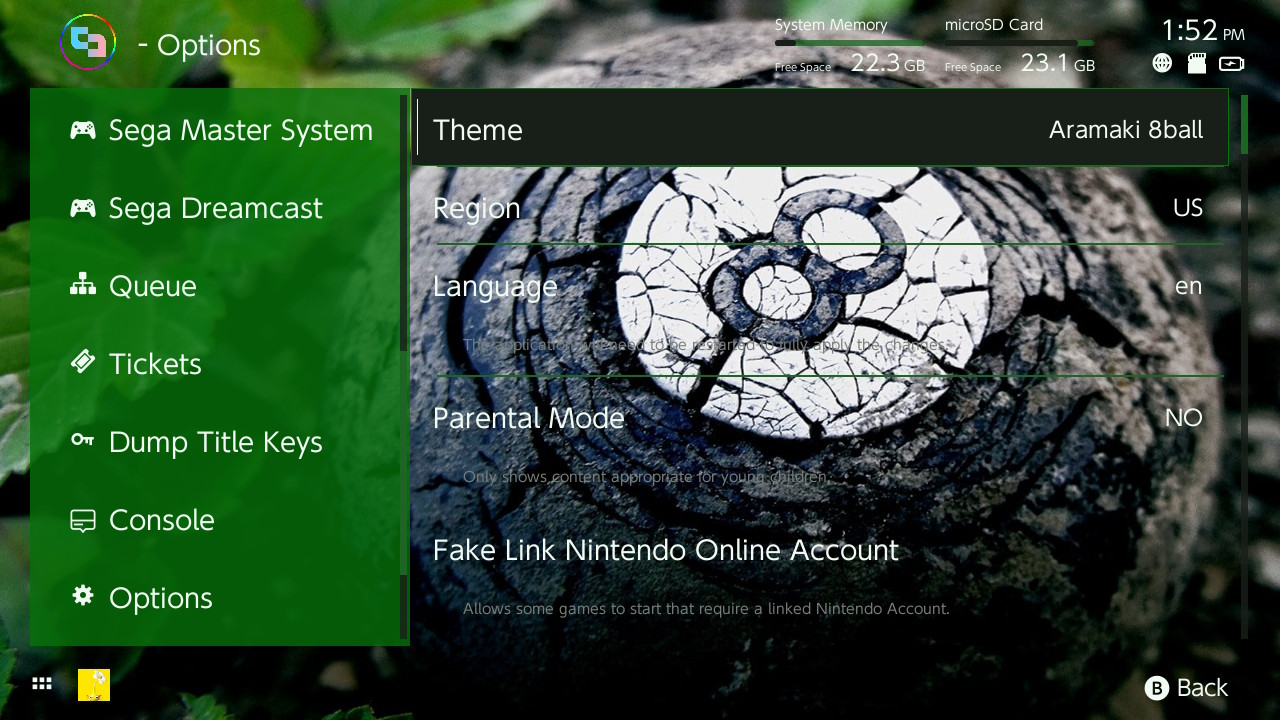 - Options
System Memory
microSD Card
Free Space 22.3 GB
Free Space 23.1 GB
1:52 PM
Sega Master System
Sega Dreamcast
Queue
Tickets
Dump Title Keys
Console
Options
Theme Aramaki 8ball
Region US
Language en
The application will need to be restarted to fully apply the changes.
Parental Mode NO
Only shows content appropriate for young children.
Fake Link Nintendo Online Account
Allows some games to start that require a linked Nintendo Account.
8
B Back